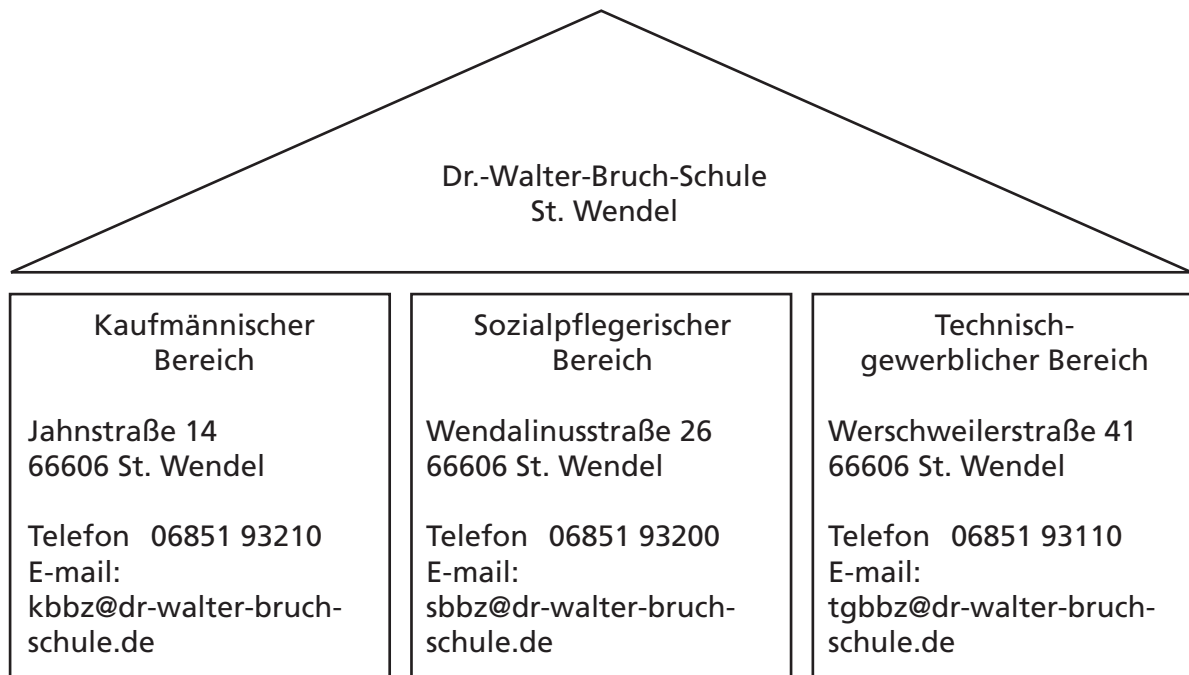 Dr.-Walter-Bruch-Schule
St. Wendel
Kaufmännischer
Bereich
Jahnstraße 14
66606 St. Wendel
Telefon 06851 93210
E-mail:
kbbz@dr-walter-bruch-
schule.de
Sozialpflegerischer
Bereich
Wendalinusstraße 26
66606 St. Wendel
Telefon 06851 93200
E-mail:
sbbz@dr-walter-bruch-
schule.de
Technisch-
gewerblicher Bereich
Werschweilerstraße 41
66606 St. Wendel
Telefon 06851 93110
E-mail:
tgbbz@dr-walter-bruch-
schule.de